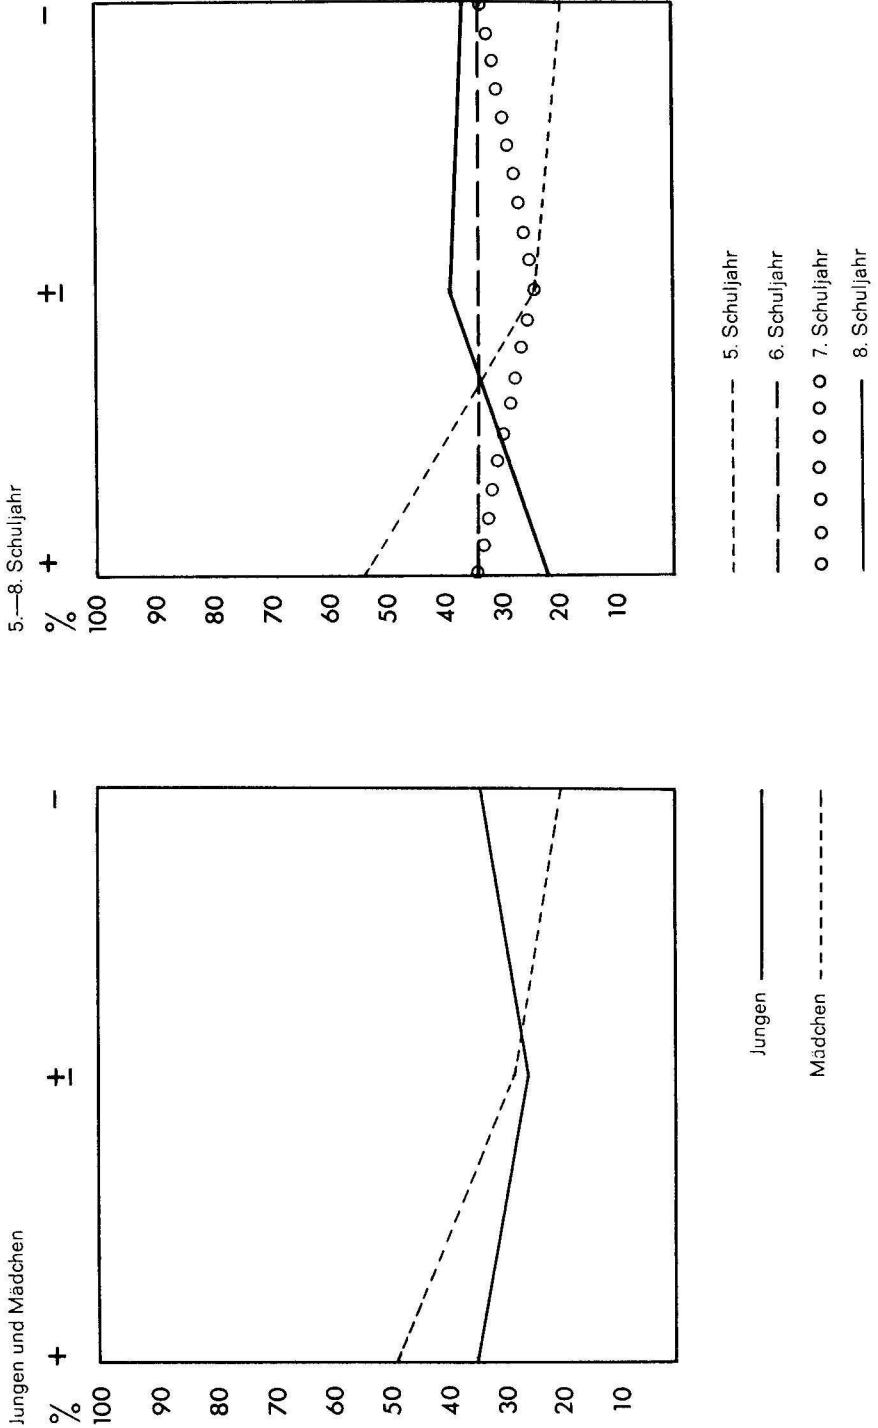 Jungen und Mädchen
+ ± −
%
100
90
80
70
60
50
40
30
20
10
Jungen
Mädchen
5.—8. Schuljahr
+ ± −
%
100
90
80
70
60
50
40
30
20
10
5. Schuljahr
6. Schuljahr
7. Schuljahr
8. Schuljahr